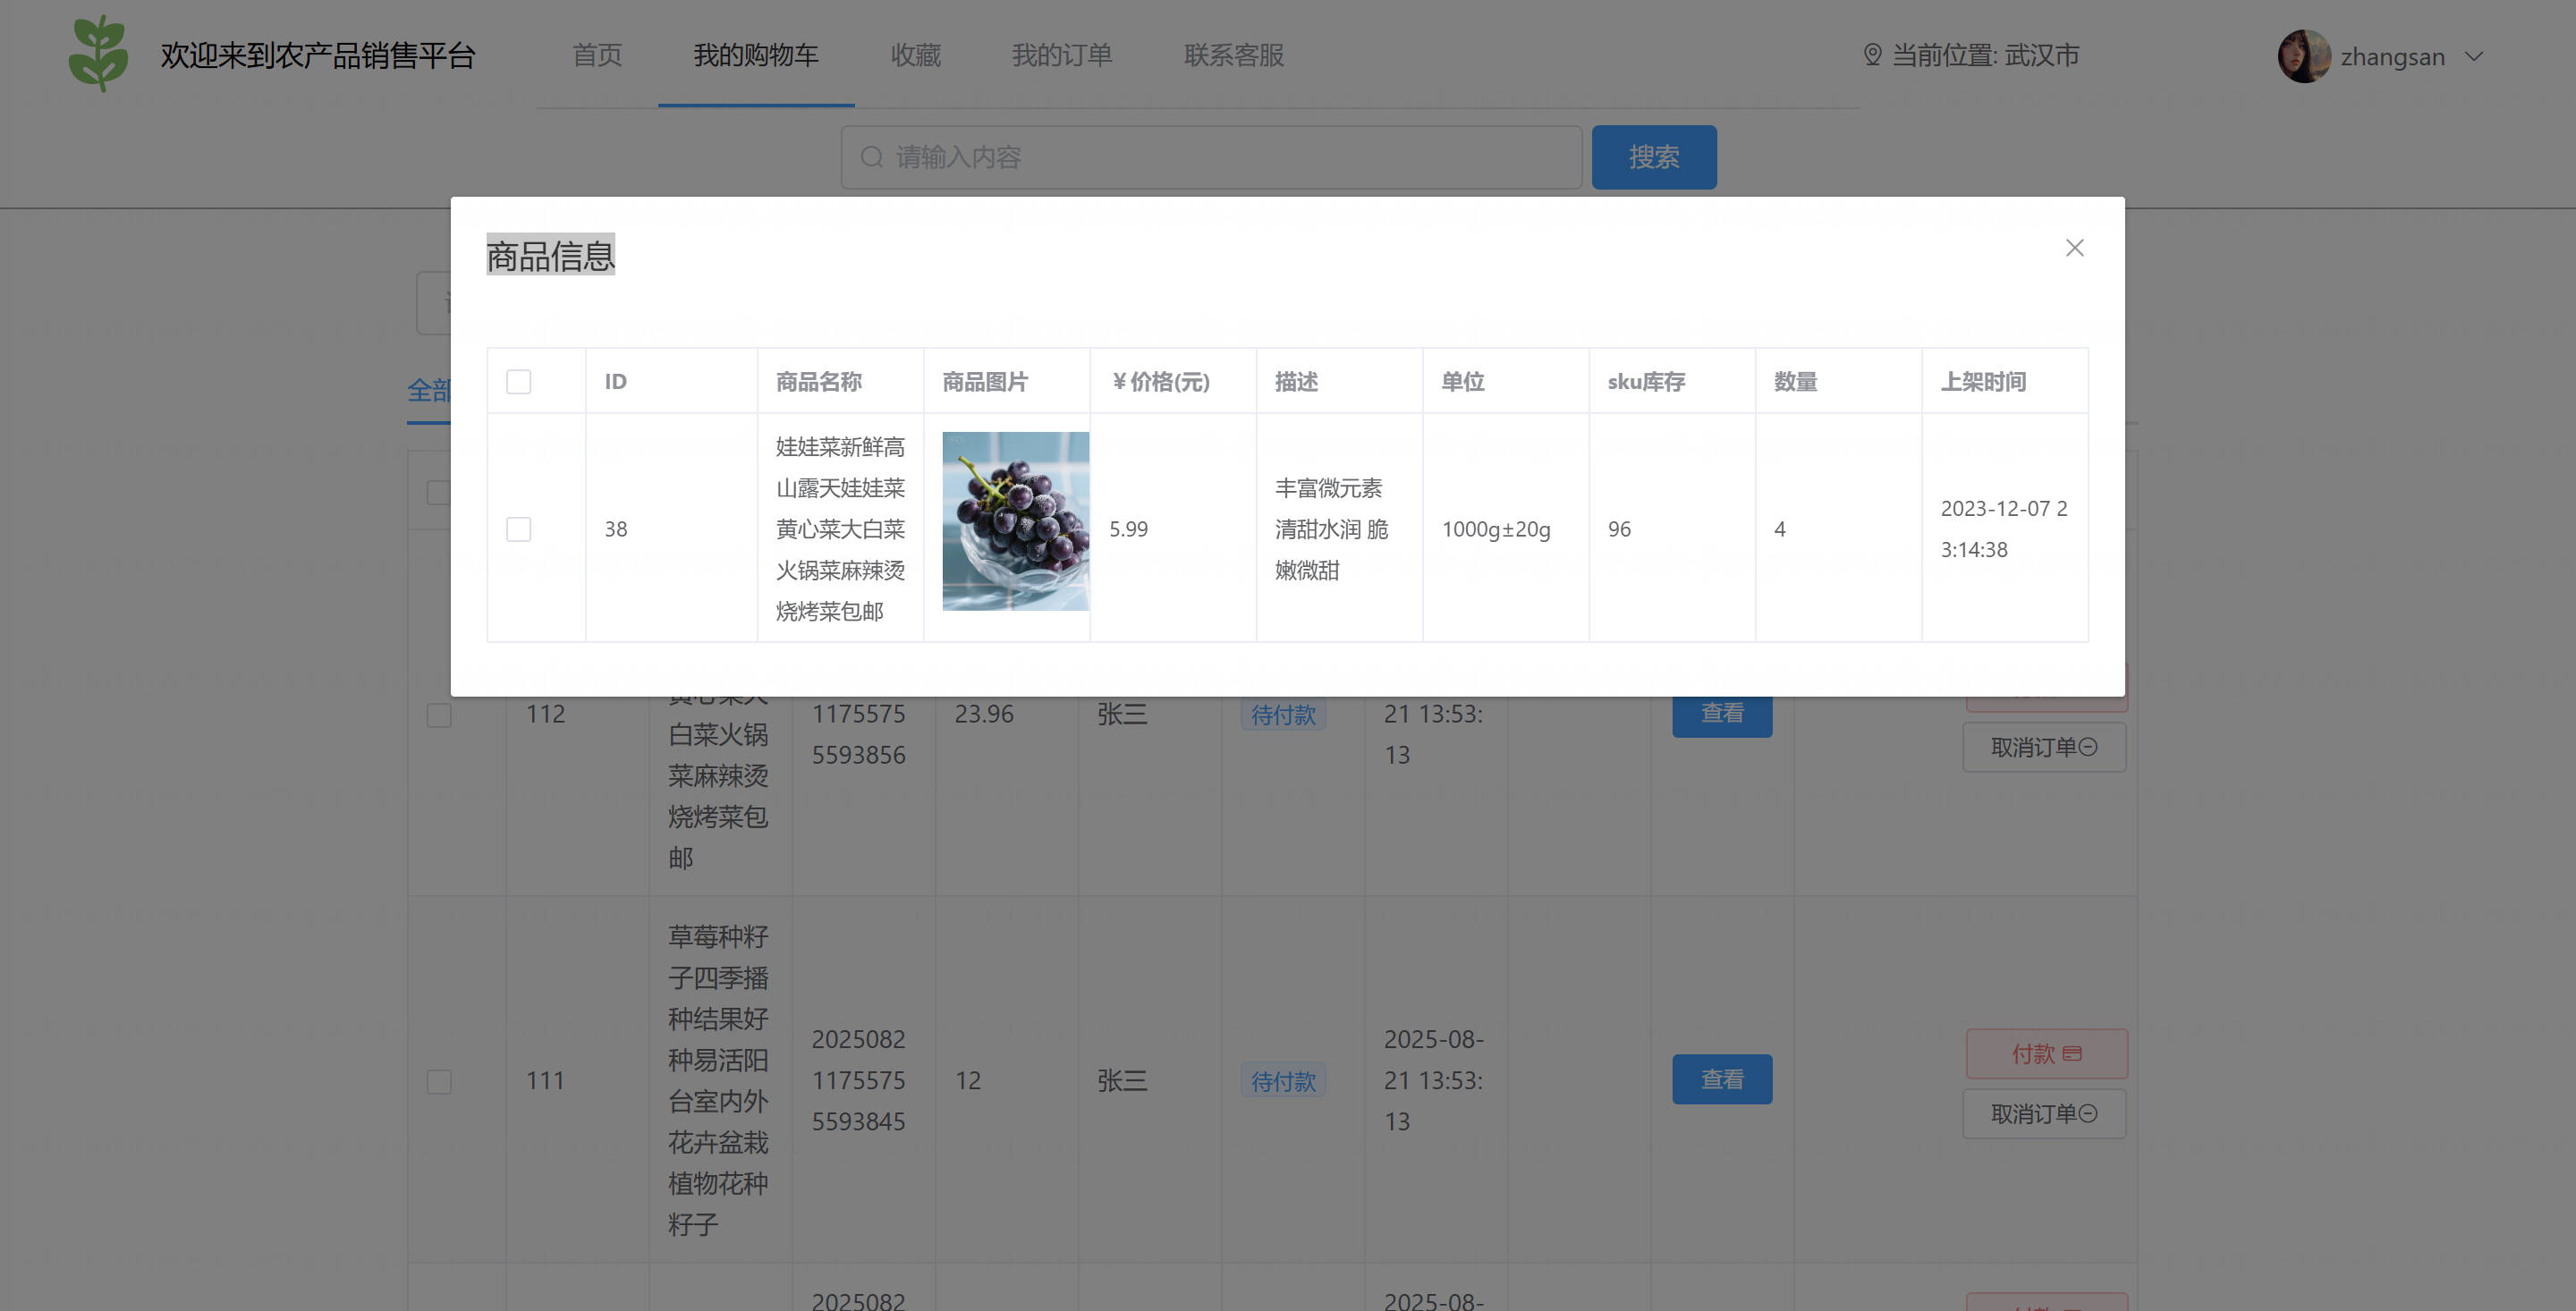 欢迎来到农产品销售平台
首页
我的购物车
收藏
我的订单
联系客服
当前位置: 武汉市
zhangsan
请输入内容
搜索
商品信息
全部
ID
商品名称
商品图片
￥价格(元)
描述
单位
sku库存
数量
上架时间
38
娃娃菜新鲜高
山露天娃娃菜
黄心菜大白菜
火锅菜麻辣烫
烧烤菜包邮
5.99
丰富微元素
清甜水润 脆
嫩微甜
1000g±20g
96
4
2023-12-07 2
3:14:38
112
黄心菜大
白菜火锅
菜麻辣烫
烧烤菜包
邮
1175575
5593856
23.96
张三
待付款
21 13:53:
13
查看
取消订单
111
草莓种籽
子四季播
种结果好
种易活阳
台室内外
花卉盆栽
植物花种
籽子
2025082
1175575
5593845
12
张三
待付款
2025-08-
21 13:53:
13
查看
付款
取消订单
2025082
2025-08-